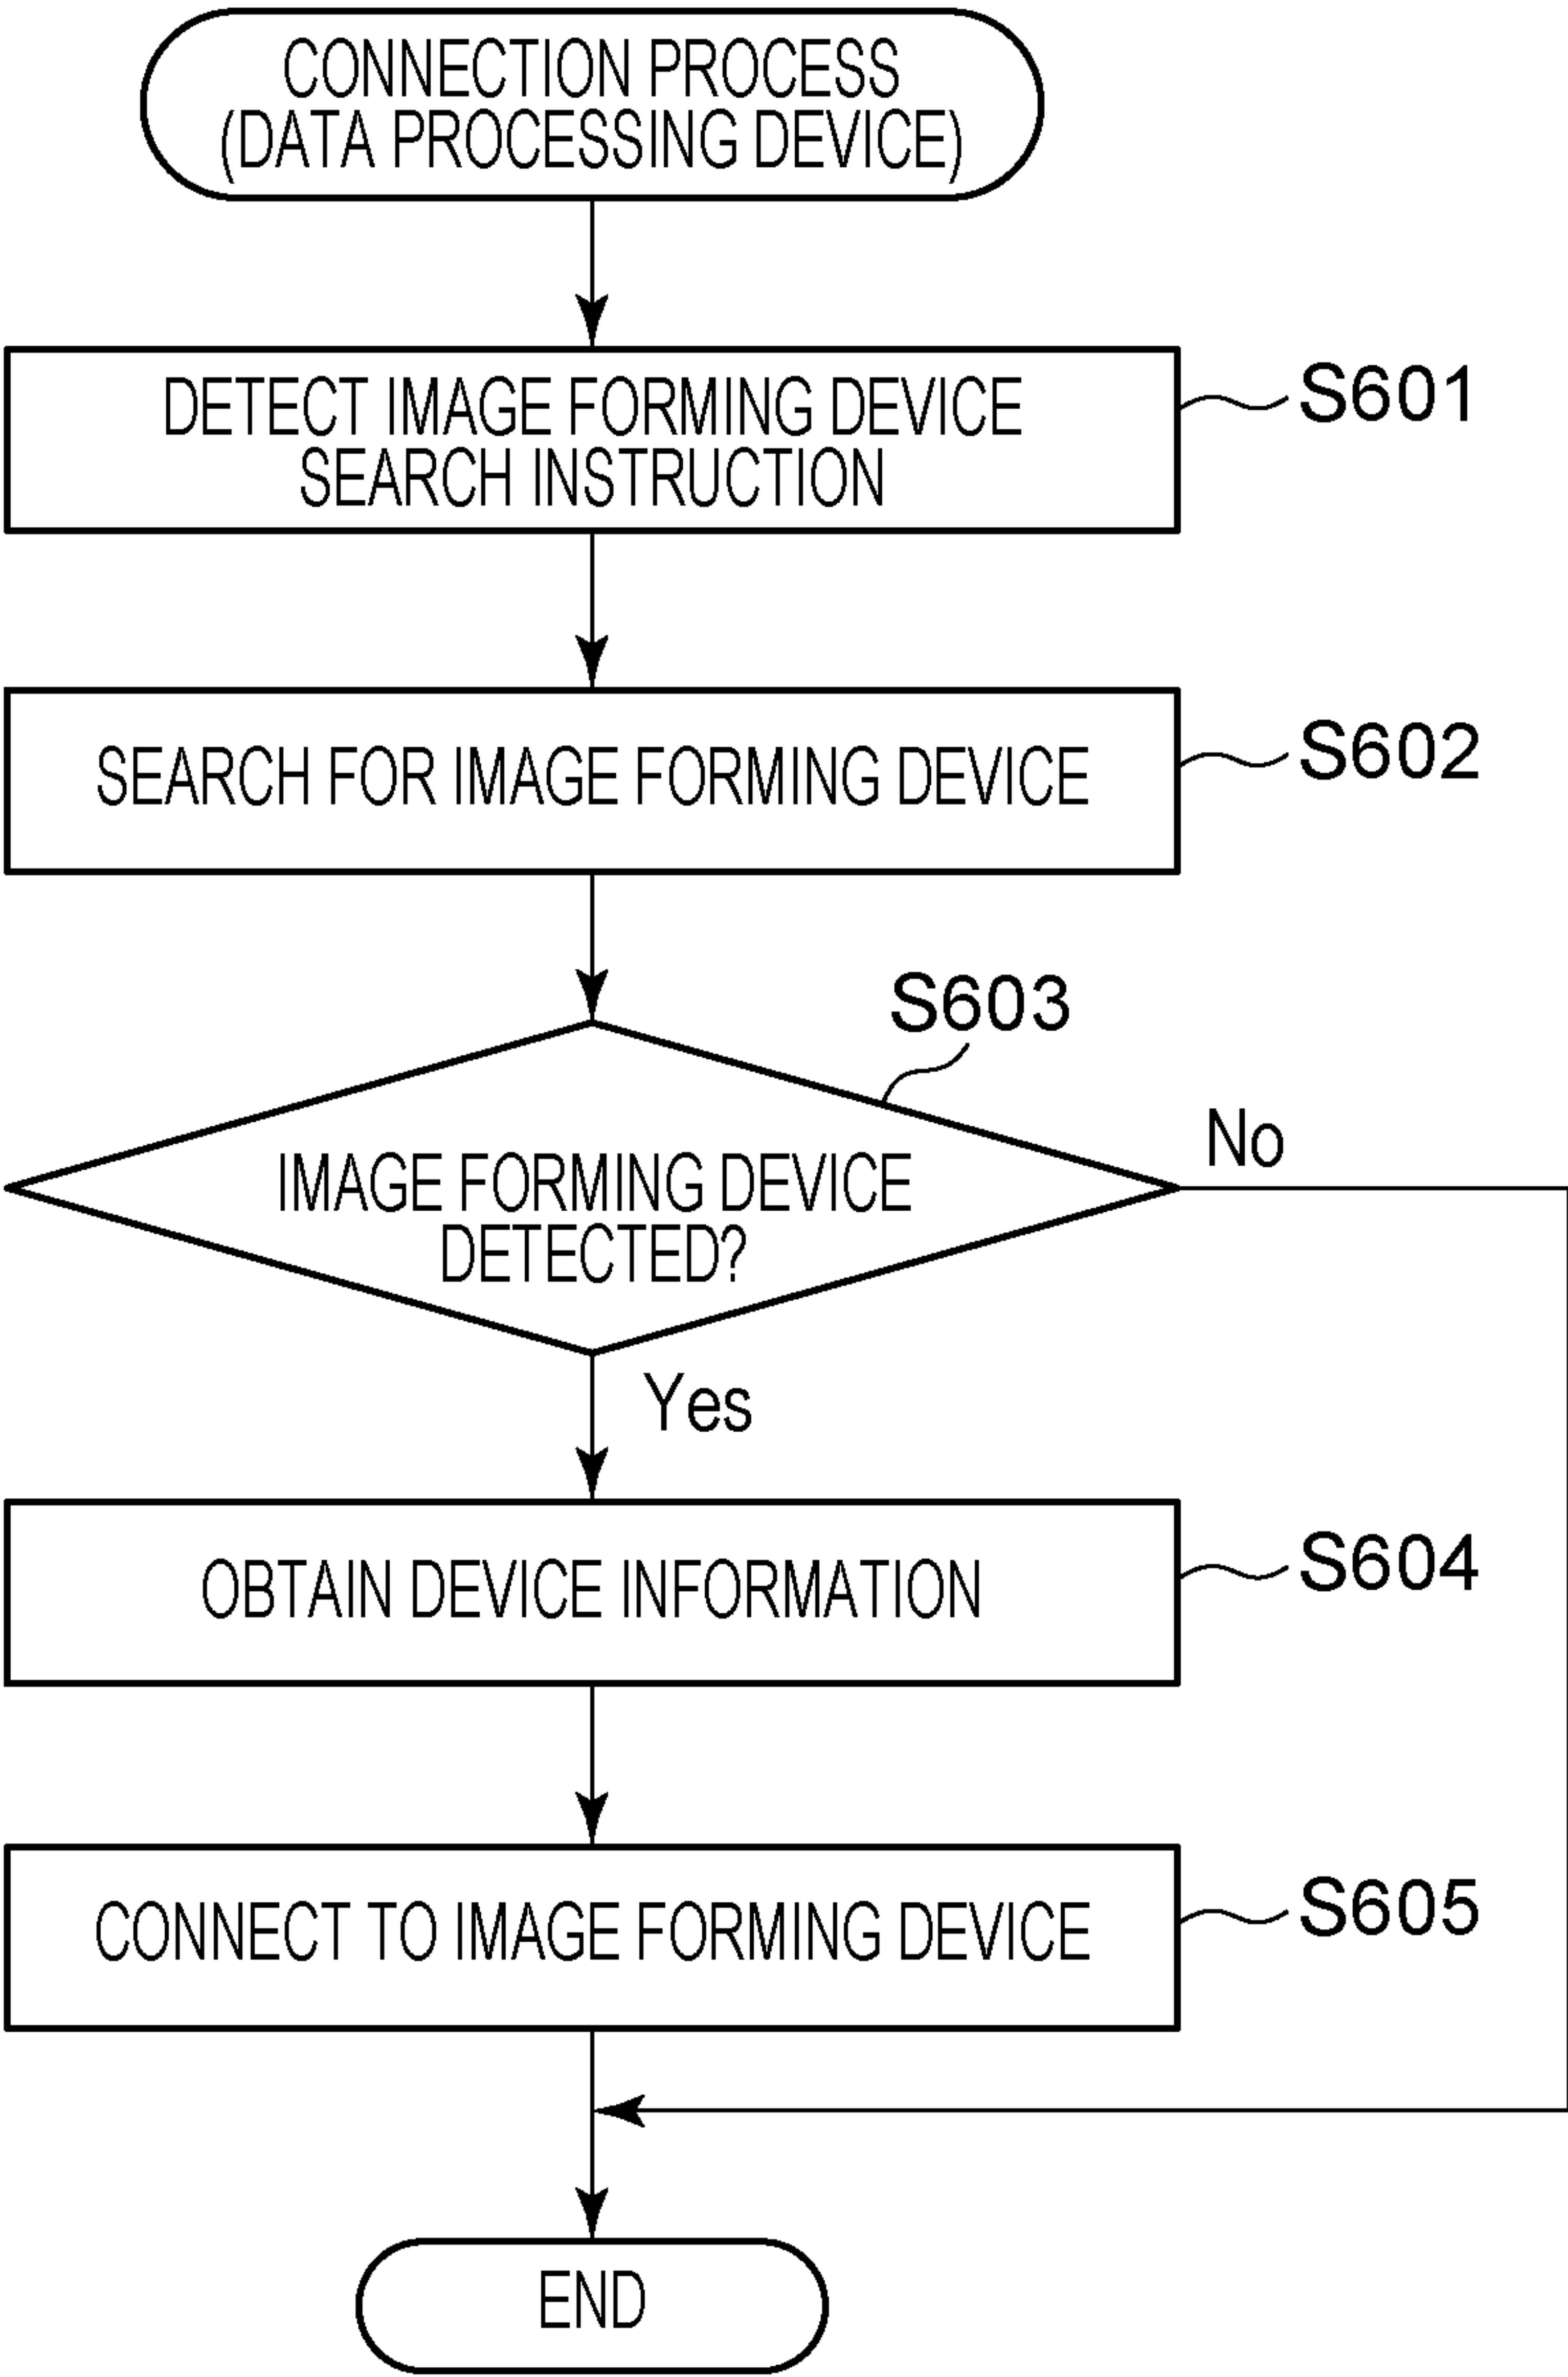 CONNECTION PROCESS
(DATA PROCESSING DEVICE)
DETECT IMAGE FORMING DEVICE
SEARCH INSTRUCTION
S601
SEARCH FOR IMAGE FORMING DEVICE
S602
S603
IMAGE FORMING DEVICE
DETECTED?
No
Yes
OBTAIN DEVICE INFORMATION
S604
CONNECT TO IMAGE FORMING DEVICE
S605
END